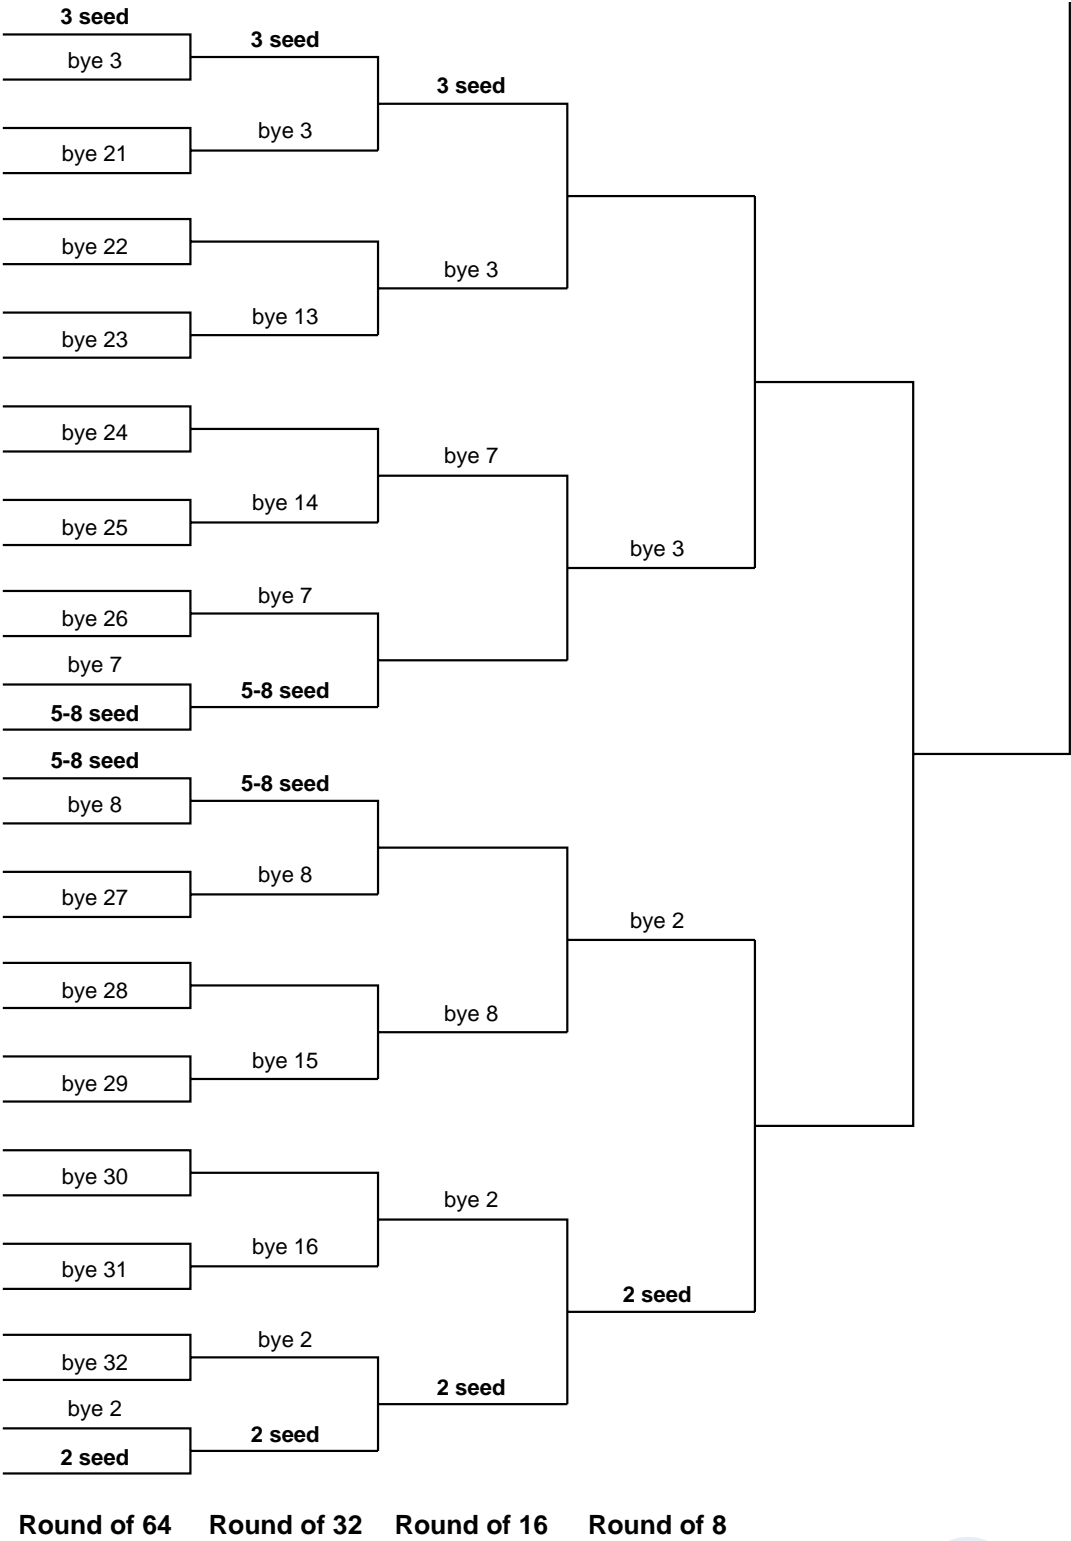 3 seed
3 seed
bye 3
3 seed
bye 3
bye 21
bye 22
bye 3
bye 13
bye 23
bye 24
bye 7
bye 14
bye 25
bye 3
bye 7
bye 26
bye 7
5-8 seed
5-8 seed
5-8 seed
5-8 seed
bye 8
bye 8
bye 27
bye 2
bye 28
bye 8
bye 15
bye 29
bye 30
bye 2
bye 16
bye 31
2 seed
bye 2
bye 32
2 seed
bye 2
2 seed
2 seed
Round of 64 Round of 32 Round of 16 Round of 8